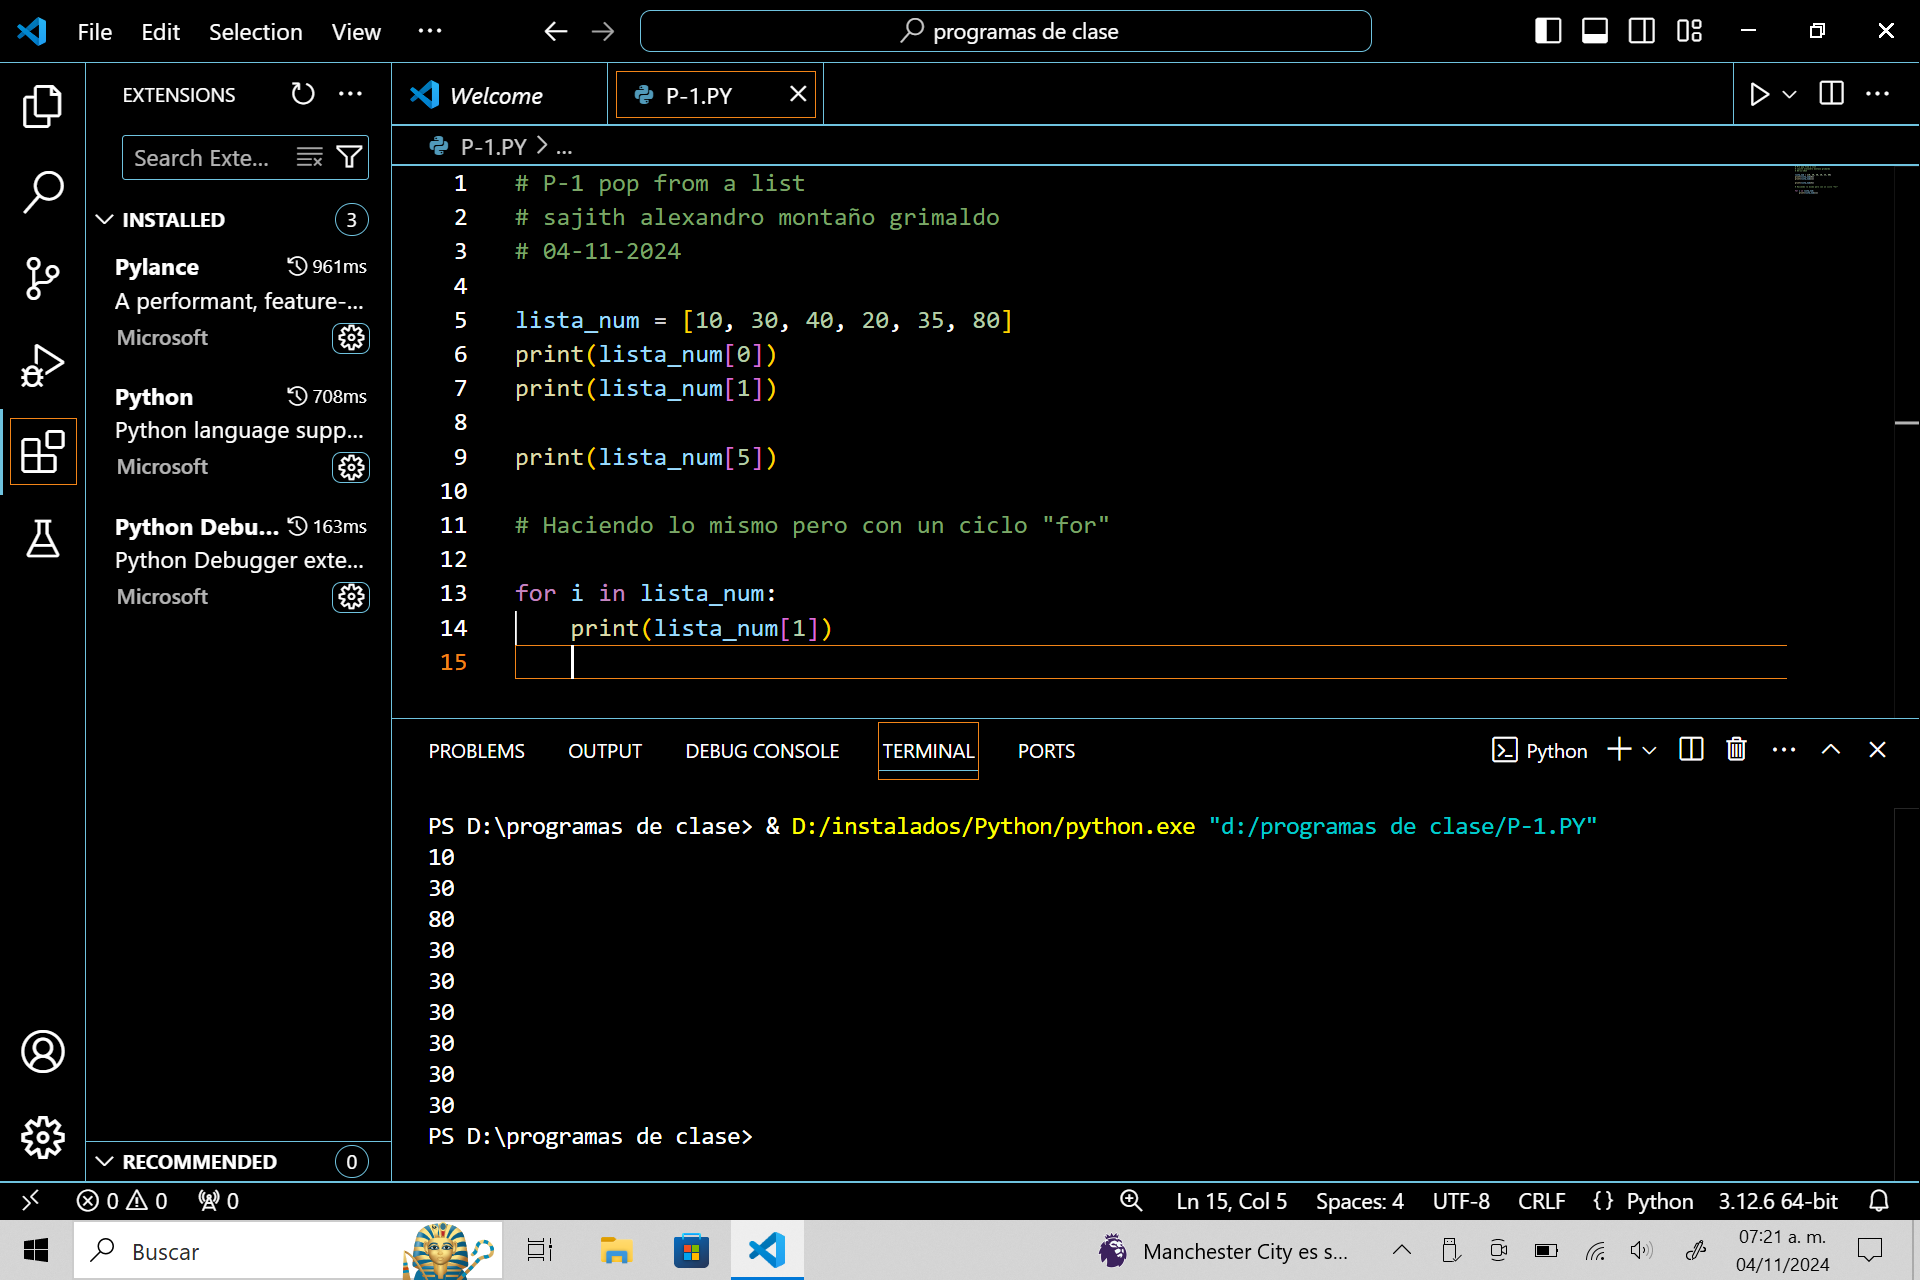 File Edit Selection View ···
programas de clase
EXTENSIONS
Search Exte...
INSTALLED 3
Pylance 961ms
A performant, feature-...
Microsoft
Python 708ms
Python language supp...
Microsoft
Python Debu... 163ms
Python Debugger exte...
Microsoft
RECOMMENDED 0
Welcome P-1.PY
P-1.PY > ...
1 # P-1 pop from a list
2 # sajith alexandro montaño grimaldo
3 # 04-11-2024
4
5 lista_num = [10, 30, 40, 20, 35, 80]
6 print(lista_num[0])
7 print(lista_num[1])
8
9 print(lista_num[5])
10
11 # Haciendo lo mismo pero con un ciclo "for"
12
13 for i in lista_num:
14     print(lista_num[1])
15
PROBLEMS OUTPUT DEBUG CONSOLE TERMINAL PORTS
Python
PS D:\programas de clase> & D:/instalados/Python/python.exe "d:/programas de clase/P-1.PY"
10
30
80
30
30
30
30
30
30
PS D:\programas de clase>
0 0 0
Ln 15, Col 5 Spaces: 4 UTF-8 CRLF {} Python 3.12.6 64-bit
Buscar
Manchester City es s...
07:21 a. m.
04/11/2024